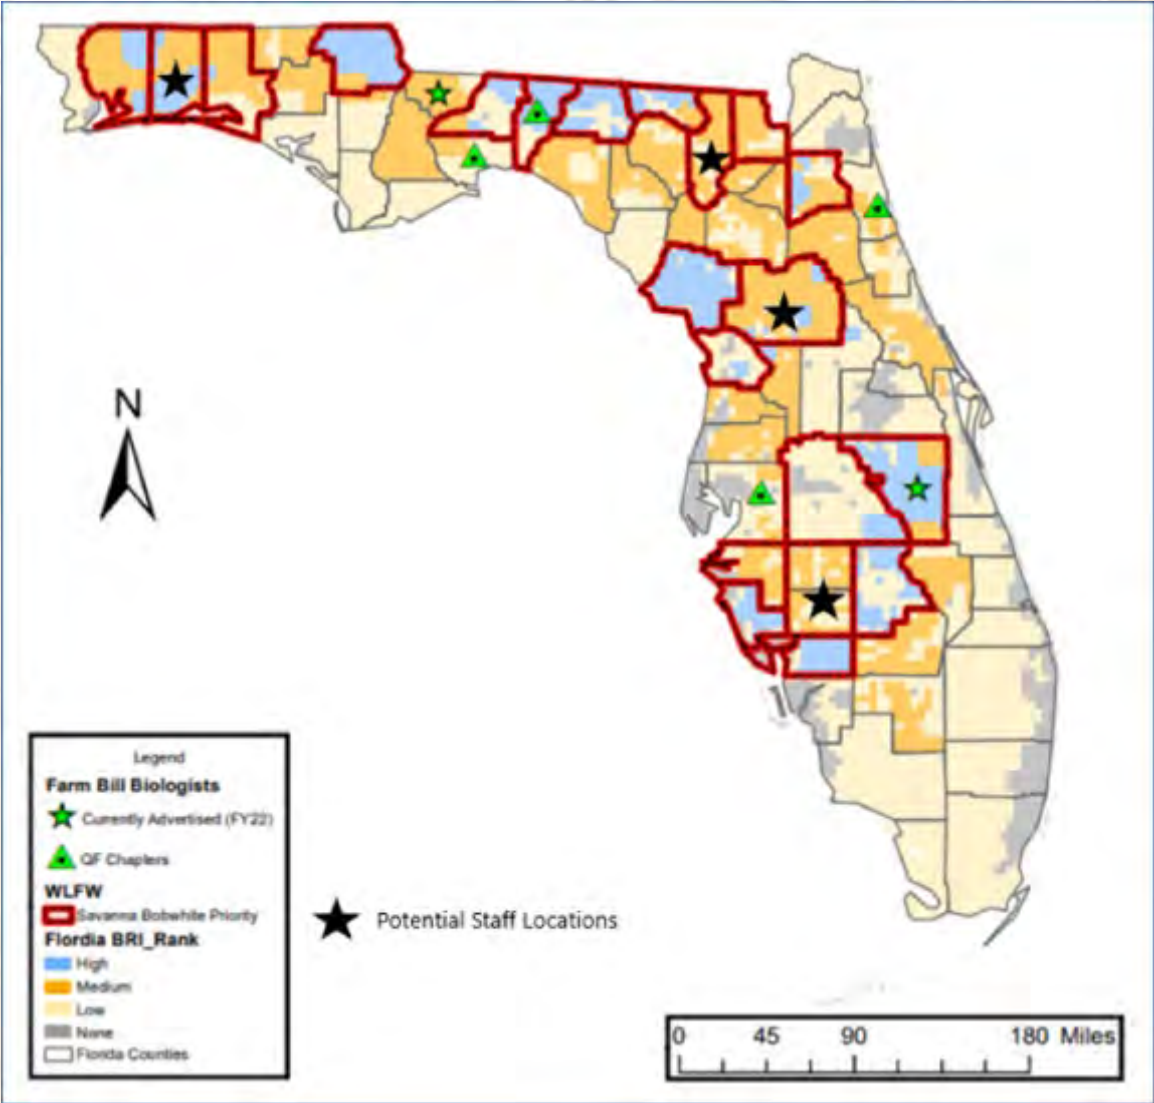 N
Legend
Farm Bill Biologists
Currently Advertised (FY22)
QF Chaplers
WLFW
Savanna Bobwhite Priority
Flordia BRI_Rank
High
Medium
Low
None
Florida Counties
Potential Staff Locations
0 45 90 180 Miles